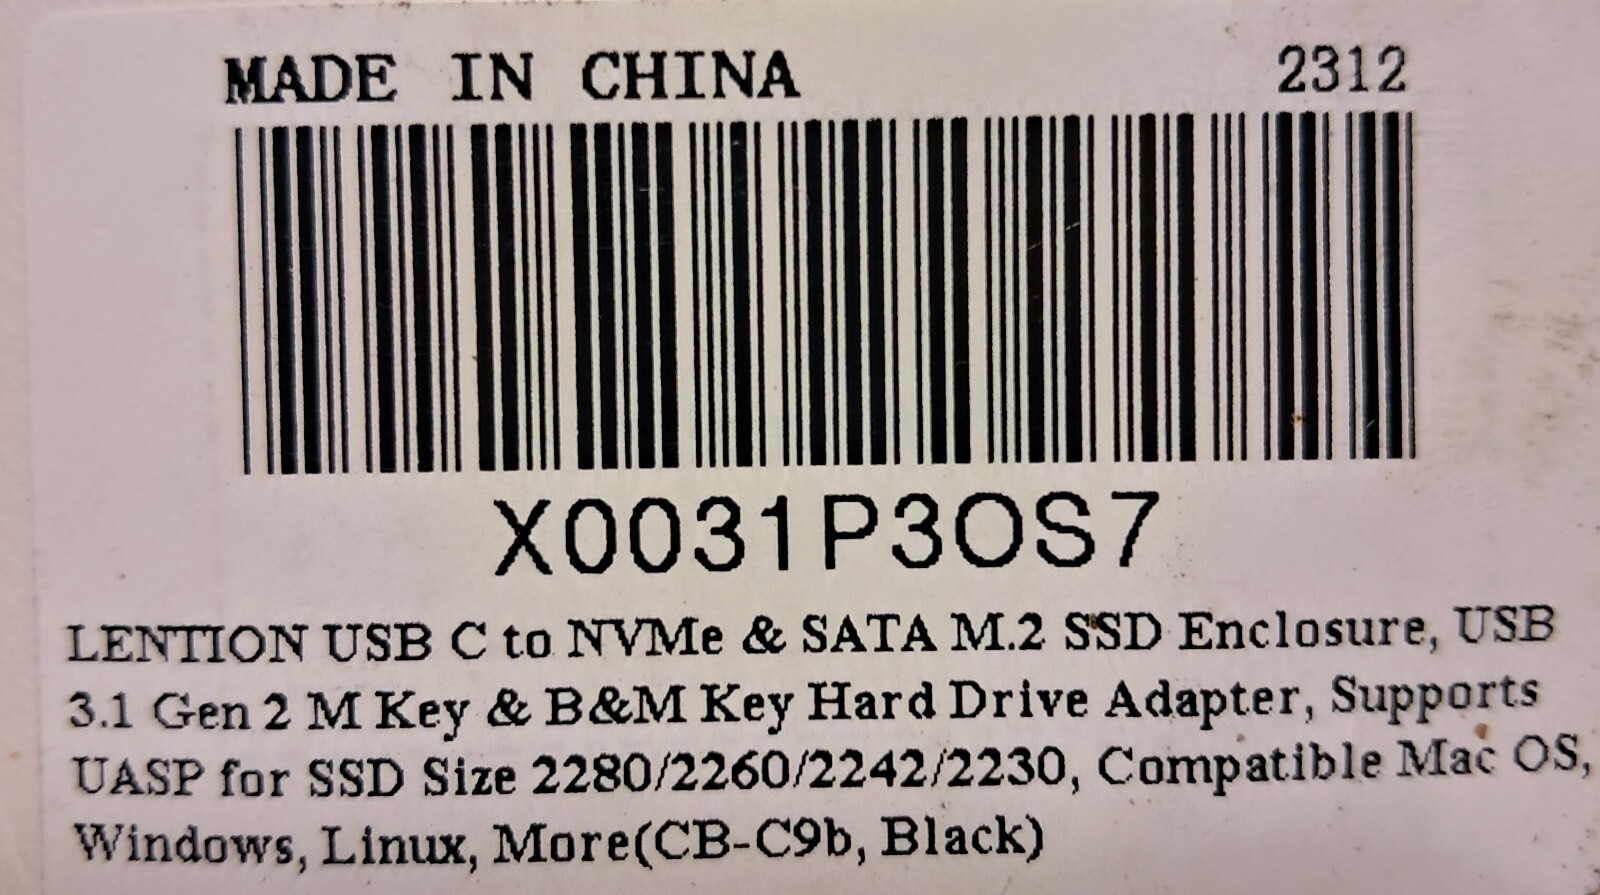 MADE IN CHINA 2312
X0031P3OS7
LENTION USB C to NVMe & SATA M.2 SSD Enclosure, USB
3.1 Gen 2 M Key & B&M Key Hard Drive Adapter, Supports
UASP for SSD Size 2280/2260/2242/2230, Compatible Mac OS,
Windows, Linux, More(CB-C9b, Black)